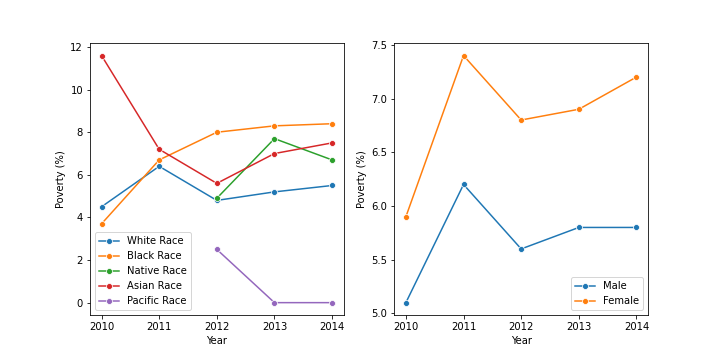 12
10
8
6
4
2
0
Poverty (%)
White Race
Black Race
Native Race
Asian Race
Pacific Race
2010 2011 2012 2013 2014
Year
7.5
7.0
6.5
6.0
5.5
5.0
Poverty (%)
Male
Female
2010 2011 2012 2013 2014
Year